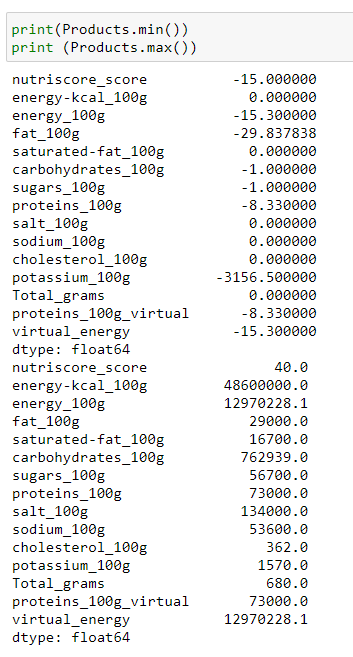 print(Products.min())
print (Products.max())
nutriscore_score -15.000000
energy-kcal_100g 0.000000
energy_100g -15.300000
fat_100g -29.837838
saturated-fat_100g 0.000000
carbohydrates_100g -1.000000
sugars_100g -1.000000
proteins_100g -8.330000
salt_100g 0.000000
sodium_100g 0.000000
cholesterol_100g 0.000000
potassium_100g -3156.500000
Total_grams 0.000000
proteins_100g_virtual -8.330000
virtual_energy -15.300000
dtype: float64
nutriscore_score 40.0
energy-kcal_100g 48600000.0
energy_100g 12970228.1
fat_100g 29000.0
saturated-fat_100g 16700.0
carbohydrates_100g 762939.0
sugars_100g 56700.0
proteins_100g 73000.0
salt_100g 134000.0
sodium_100g 53600.0
cholesterol_100g 362.0
potassium_100g 1570.0
Total_grams 680.0
proteins_100g_virtual 73000.0
virtual_energy 12970228.1
dtype: float64